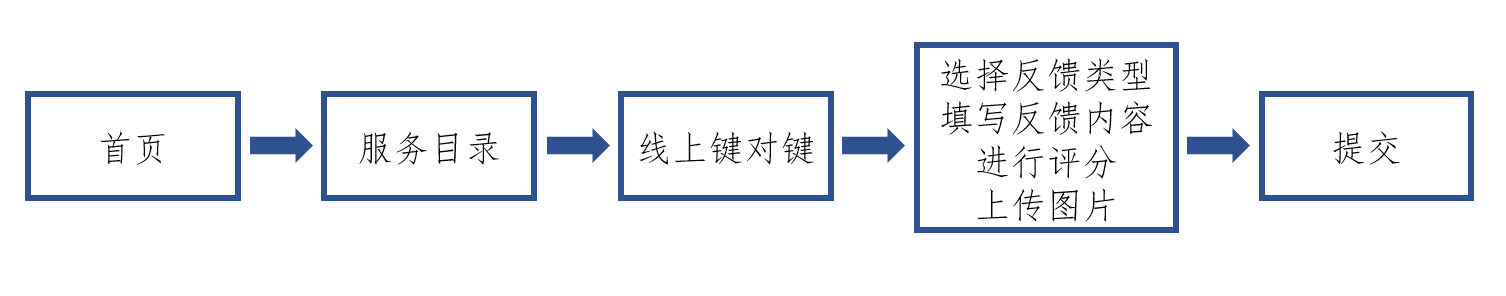 首页
服务目录
线上键对键
选择反馈类型
填写反馈内容
进行评分
上传图片
提交